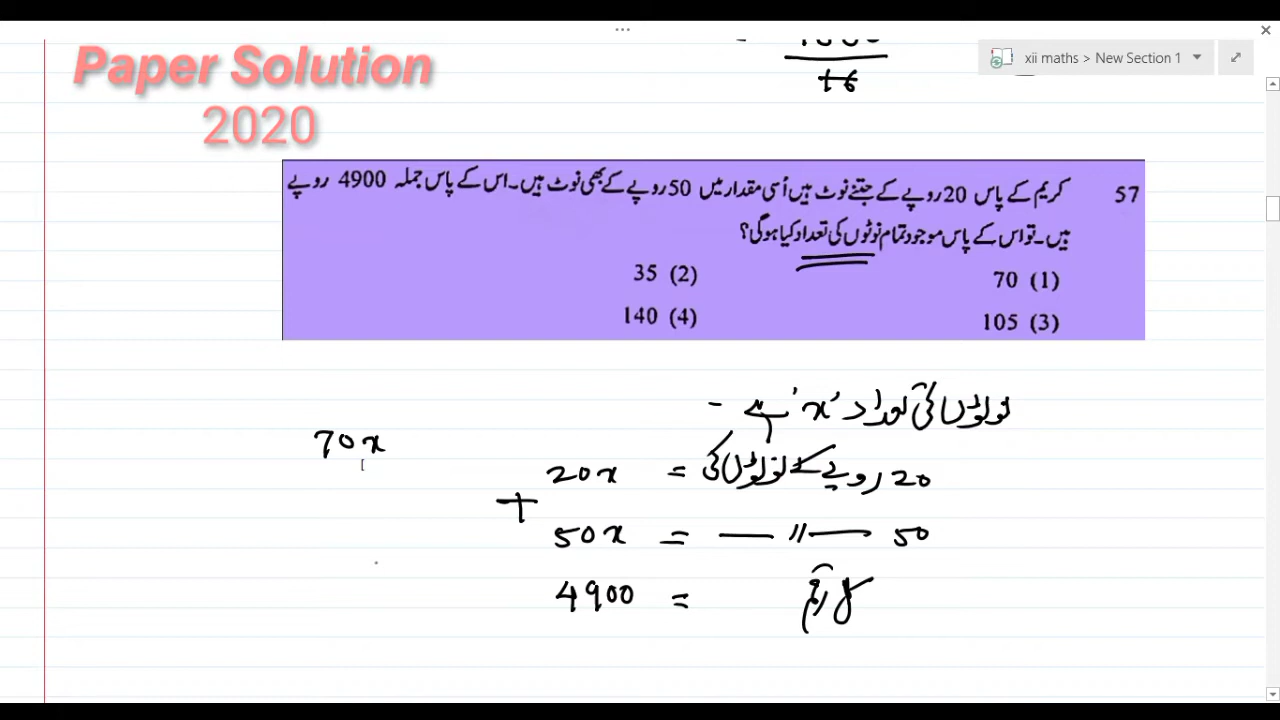 Paper Solution
2020
xii maths > New Section 1
16
57 کریم کے پاس 20 روپے کے جتنے نوٹ ہیں اُسی مقدار میں 50 روپے کے بھی نوٹ ہیں۔ اس کے پاس جملہ 4900 روپے
ہیں۔ تو اس کے پاس موجود تمام نوٹوں کی تعداد کیا ہوگی؟
70 (1) 35 (2)
105 (3) 140 (4)
نوٹوں کی تعداد 'x' ہے -
70x
20 روپے کے نوٹوں کی = 20x
+
50 —— 〃 —— = 50x
کل رقم = 4900